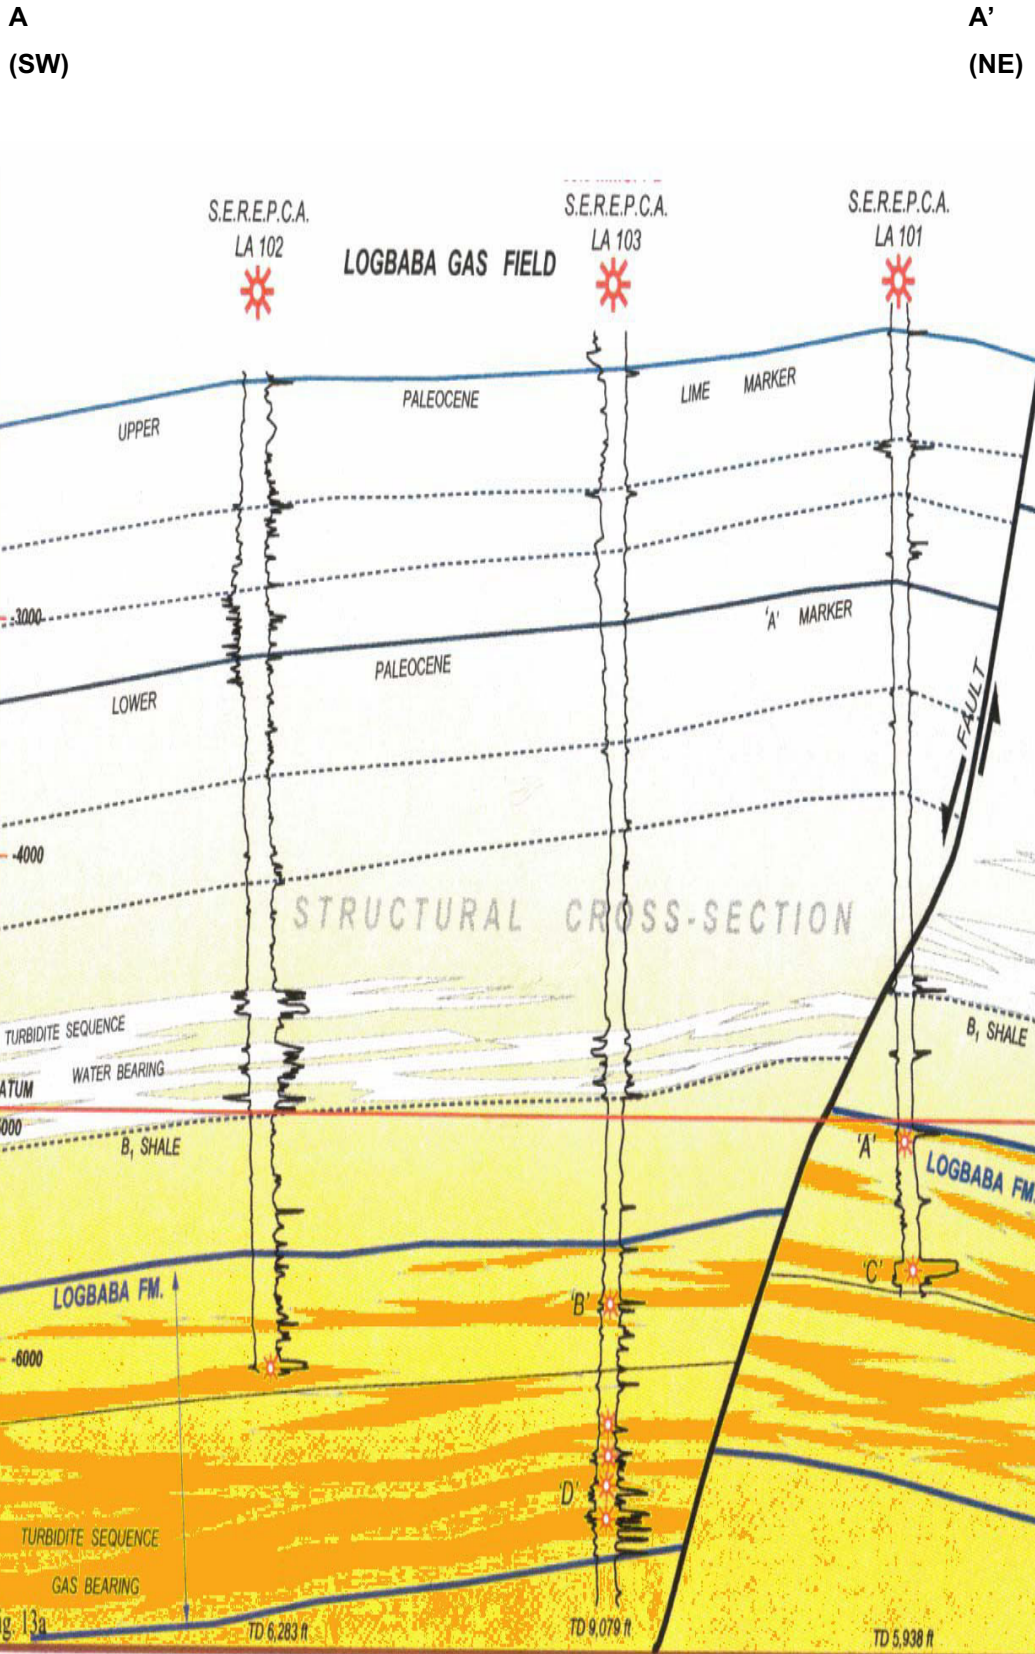 A
A’
(SW)
(NE)
S.E.R.E.P.C.A.
LA 102
S.E.R.E.P.C.A.
LA 103
S.E.R.E.P.C.A.
LA 101
LOGBABA GAS FIELD
UPPER
PALEOCENE
LIME MARKER
-3000
'A' MARKER
LOWER
PALEOCENE
FAULT
-4000
STRUCTURAL CROSS-SECTION
TURBIDITE SEQUENCE
WATER BEARING
ATUM
000
B₁ SHALE
B₁ SHALE
'A'
LOGBABA FM.
'C'
LOGBABA FM.
'B'
-6000
'D'
TURBIDITE SEQUENCE
GAS BEARING
g. 13a
TD 6,283 ft
TD 9,079 ft
TD 5,938 ft